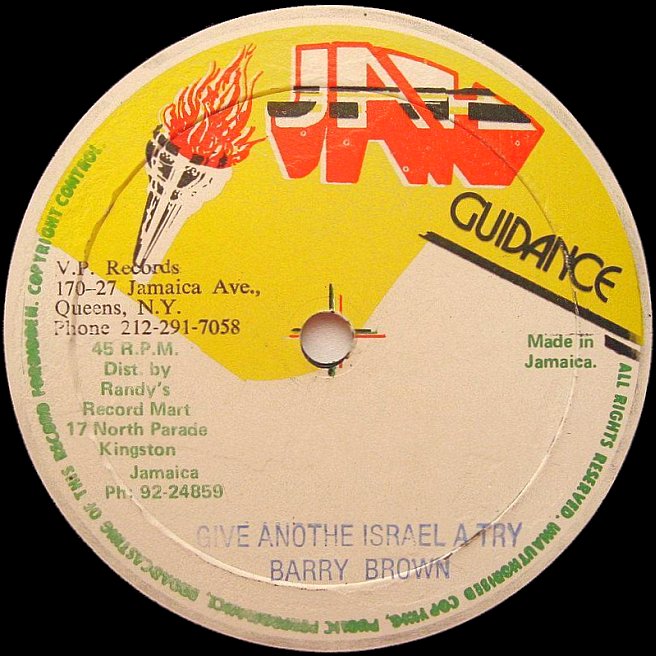 JAH
GUIDANCE
V.P. Records
170-27 Jamaica Ave.,
Queens, N.Y.
Phone 212-291-7058
45 R.P.M.
Dist. by
Randy's
Record Mart
17 North Parade
Kingston
Jamaica
Ph: 92-24859
Made in
Jamaica.
GIVE ANOTHE ISRAEL A TRY
BARRY BROWN
ALL RIGHTS RESERVED. UNAUTHORISED COPYING, PUBLIC PERFORMANCE, BROADCASTING OF THIS RECORD FORBIDDEN. COPYRIGHT CONTROL.